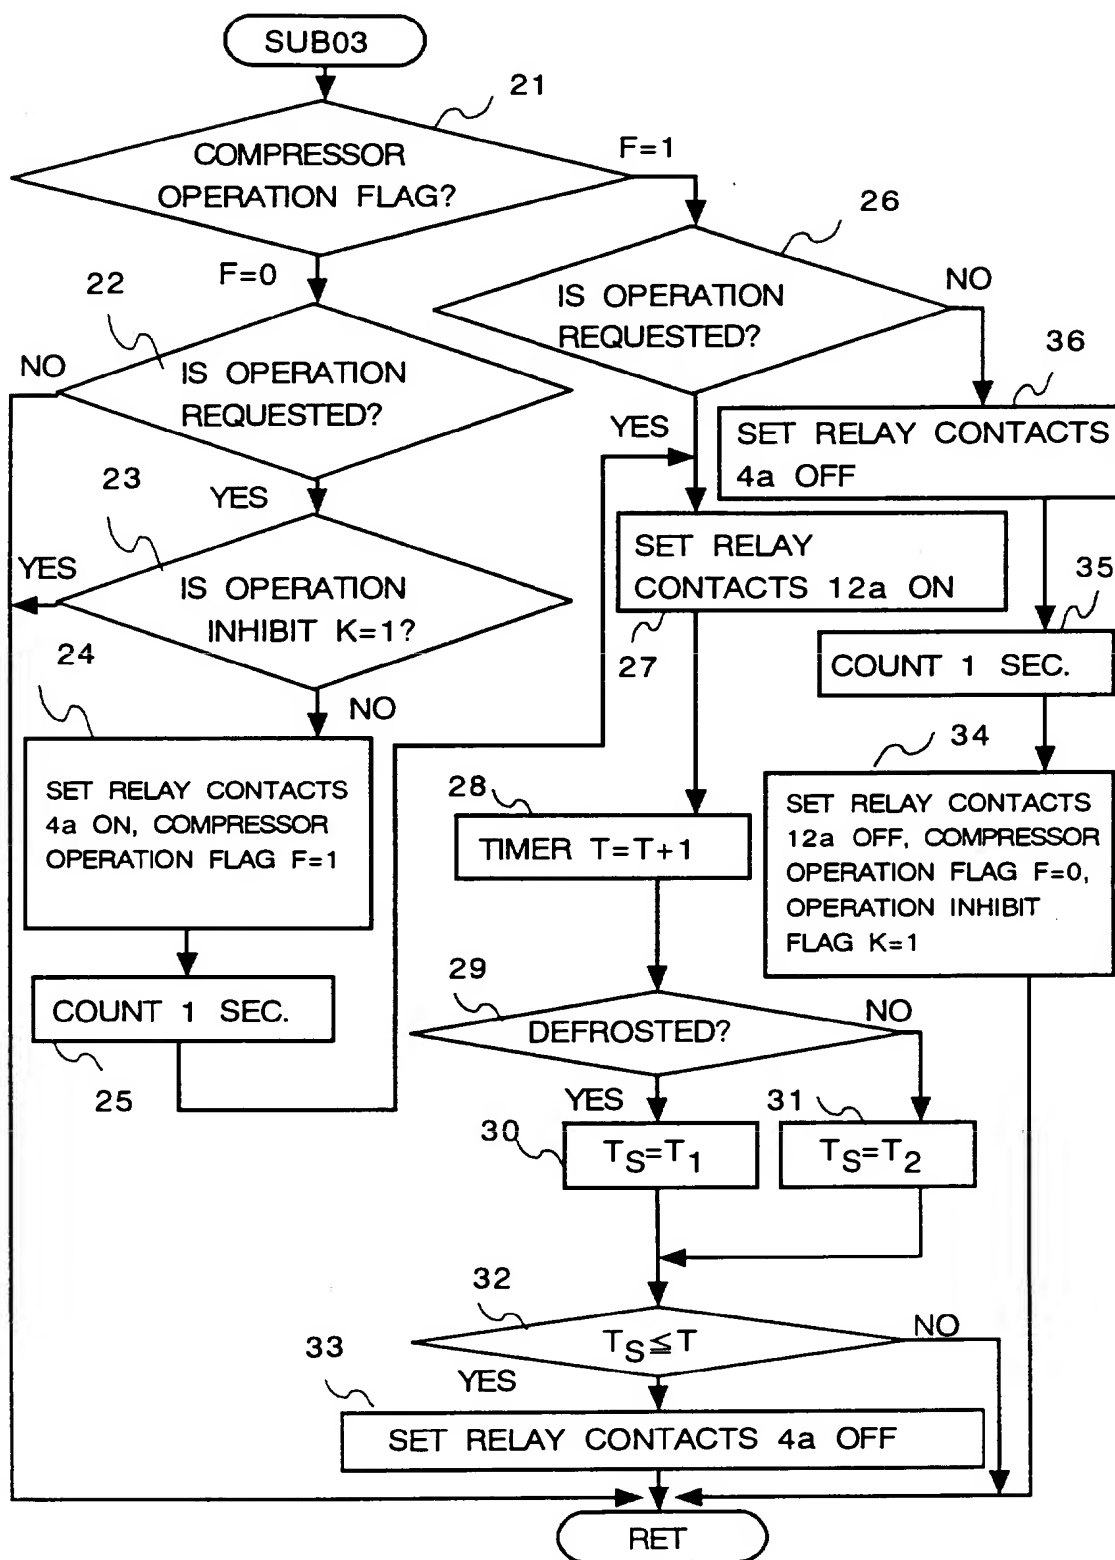 SUB03
21
COMPRESSOR
OPERATION FLAG?
F=1
F=0
26
IS OPERATION
REQUESTED?
NO
22
NO
IS OPERATION
REQUESTED?
YES
36
SET RELAY CONTACTS
4a OFF
YES
23
YES
IS OPERATION
INHIBIT K=1?
NO
SET RELAY
CONTACTS 12a ON
27
35
COUNT 1 SEC.
24
SET RELAY CONTACTS
4a ON, COMPRESSOR
OPERATION FLAG F=1
34
SET RELAY CONTACTS
12a OFF, COMPRESSOR
OPERATION FLAG F=0,
OPERATION INHIBIT
FLAG K=1
28
TIMER T=T+1
COUNT 1 SEC.
25
29
DEFROSTED?
NO
YES
30
TS=T1
31
TS=T2
32
TS≦T
NO
YES
33
SET RELAY CONTACTS 4a OFF
RET